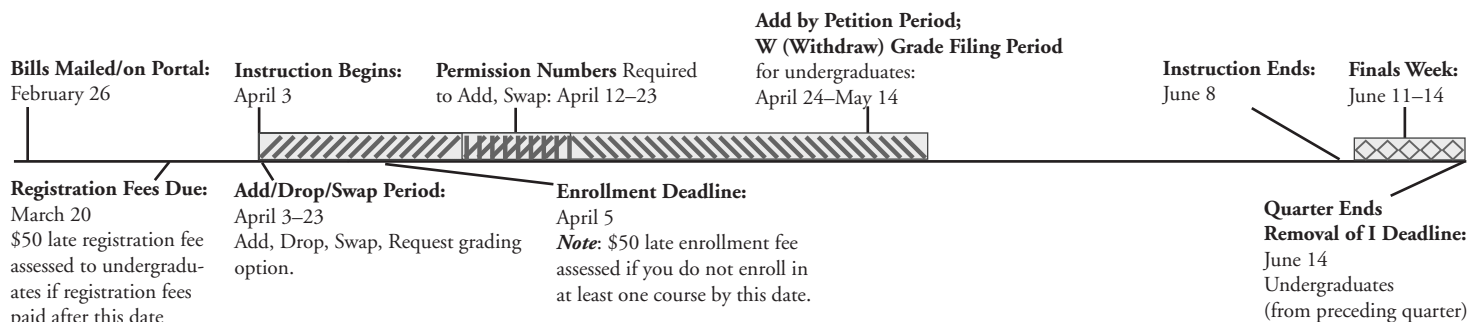 Bills Mailed/on Portal:
February 26
Instruction Begins:
April 3
Permission Numbers Required
to Add, Swap: April 12–23
Add by Petition Period;
W (Withdraw) Grade Filing Period
for undergraduates:
April 24–May 14
Instruction Ends:
June 8
Finals Week:
June 11–14
Registration Fees Due:
March 20
$50 late registration fee
assessed to undergradu-
ates if registration fees
paid after this date
Add/Drop/Swap Period:
April 3–23
Add, Drop, Swap, Request grading
option.
Enrollment Deadline:
April 5
Note: $50 late enrollment fee
assessed if you do not enroll in
at least one course by this date.
Quarter Ends
Removal of I Deadline:
June 14
Undergraduates
(from preceding quarter)